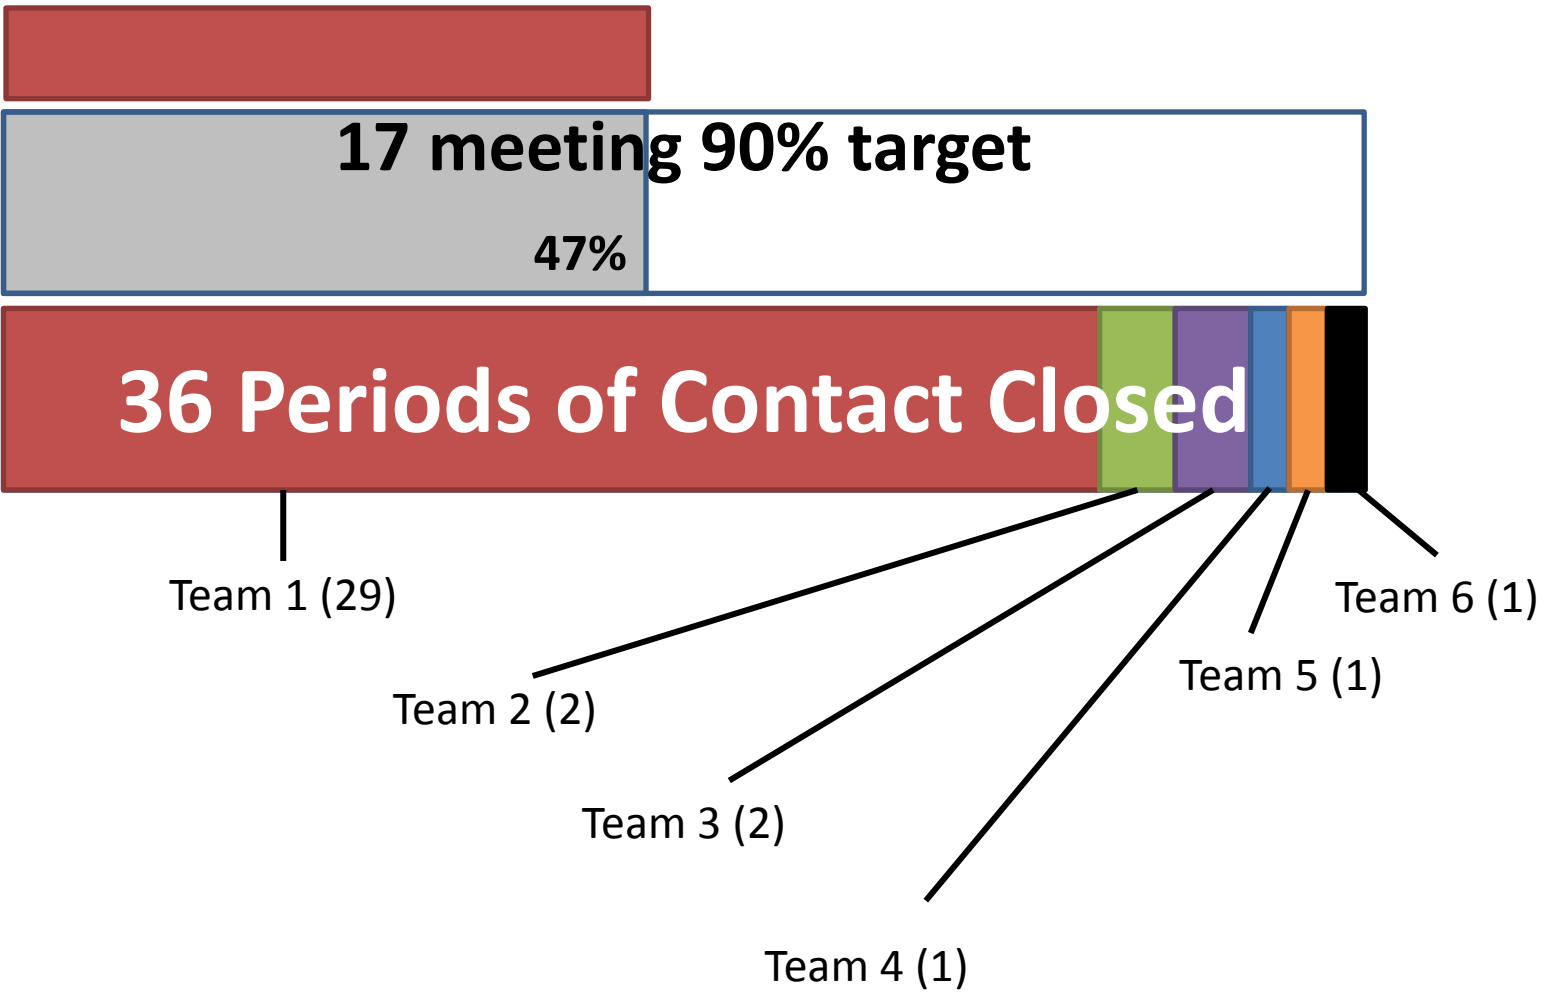 17 meeting 90% target
47%
36 Periods of Contact Closed
Team 1 (29)
Team 6 (1)
Team 5 (1)
Team 2 (2)
Team 3 (2)
Team 4 (1)